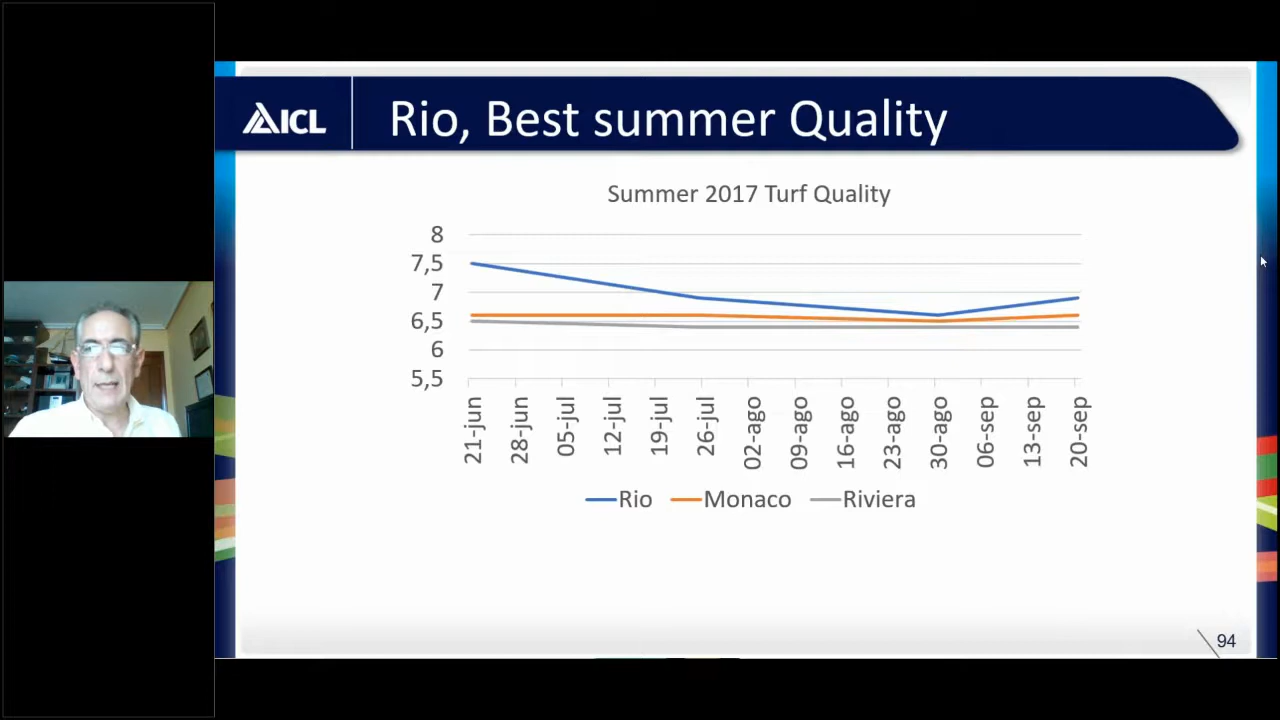 ICL
Rio, Best summer Quality
Summer 2017 Turf Quality
8
7,5
7
6,5
6
5,5
21-jun
28-jun
05-jul
12-jul
19-jul
26-jul
02-ago
09-ago
16-ago
23-ago
30-ago
06-sep
13-sep
20-sep
Rio Monaco Riviera
94